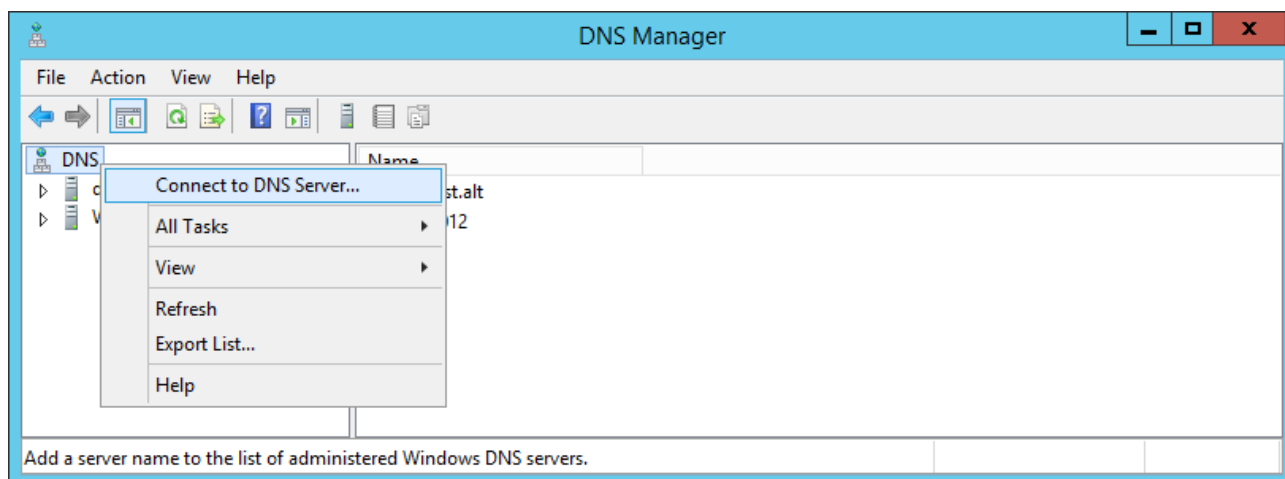 DNS Manager
File Action View Help
DNS
Name
Connect to DNS Server...
st.alt
All Tasks
12
View
Refresh
Export List...
Help
Add a server name to the list of administered Windows DNS servers.